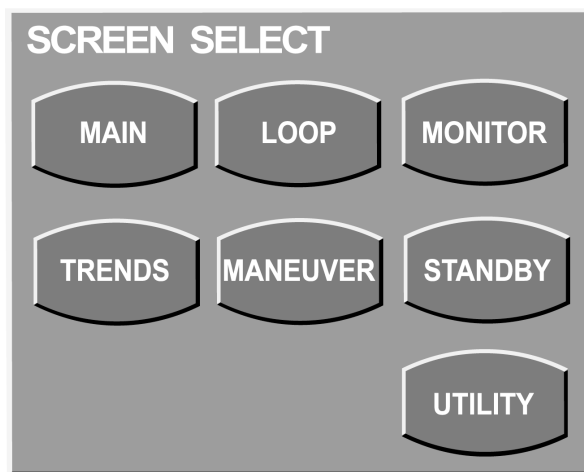 SCREEN SELECT
MAIN LOOP MONITOR
TRENDS MANEUVER STANDBY
UTILITY